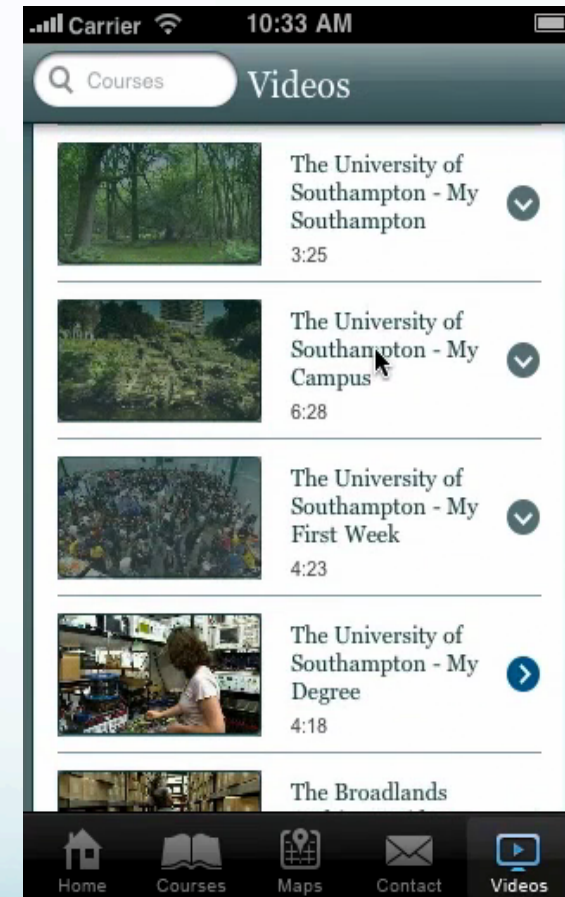 Carrier 10:33 AM
Courses Videos
The University of
Southampton - My
Southampton
3:25
The University of
Southampton - My
Campus
6:28
The University of
Southampton - My
First Week
4:23
The University of
Southampton - My
Degree
4:18
The Broadlands
Home Courses Maps Contact Videos